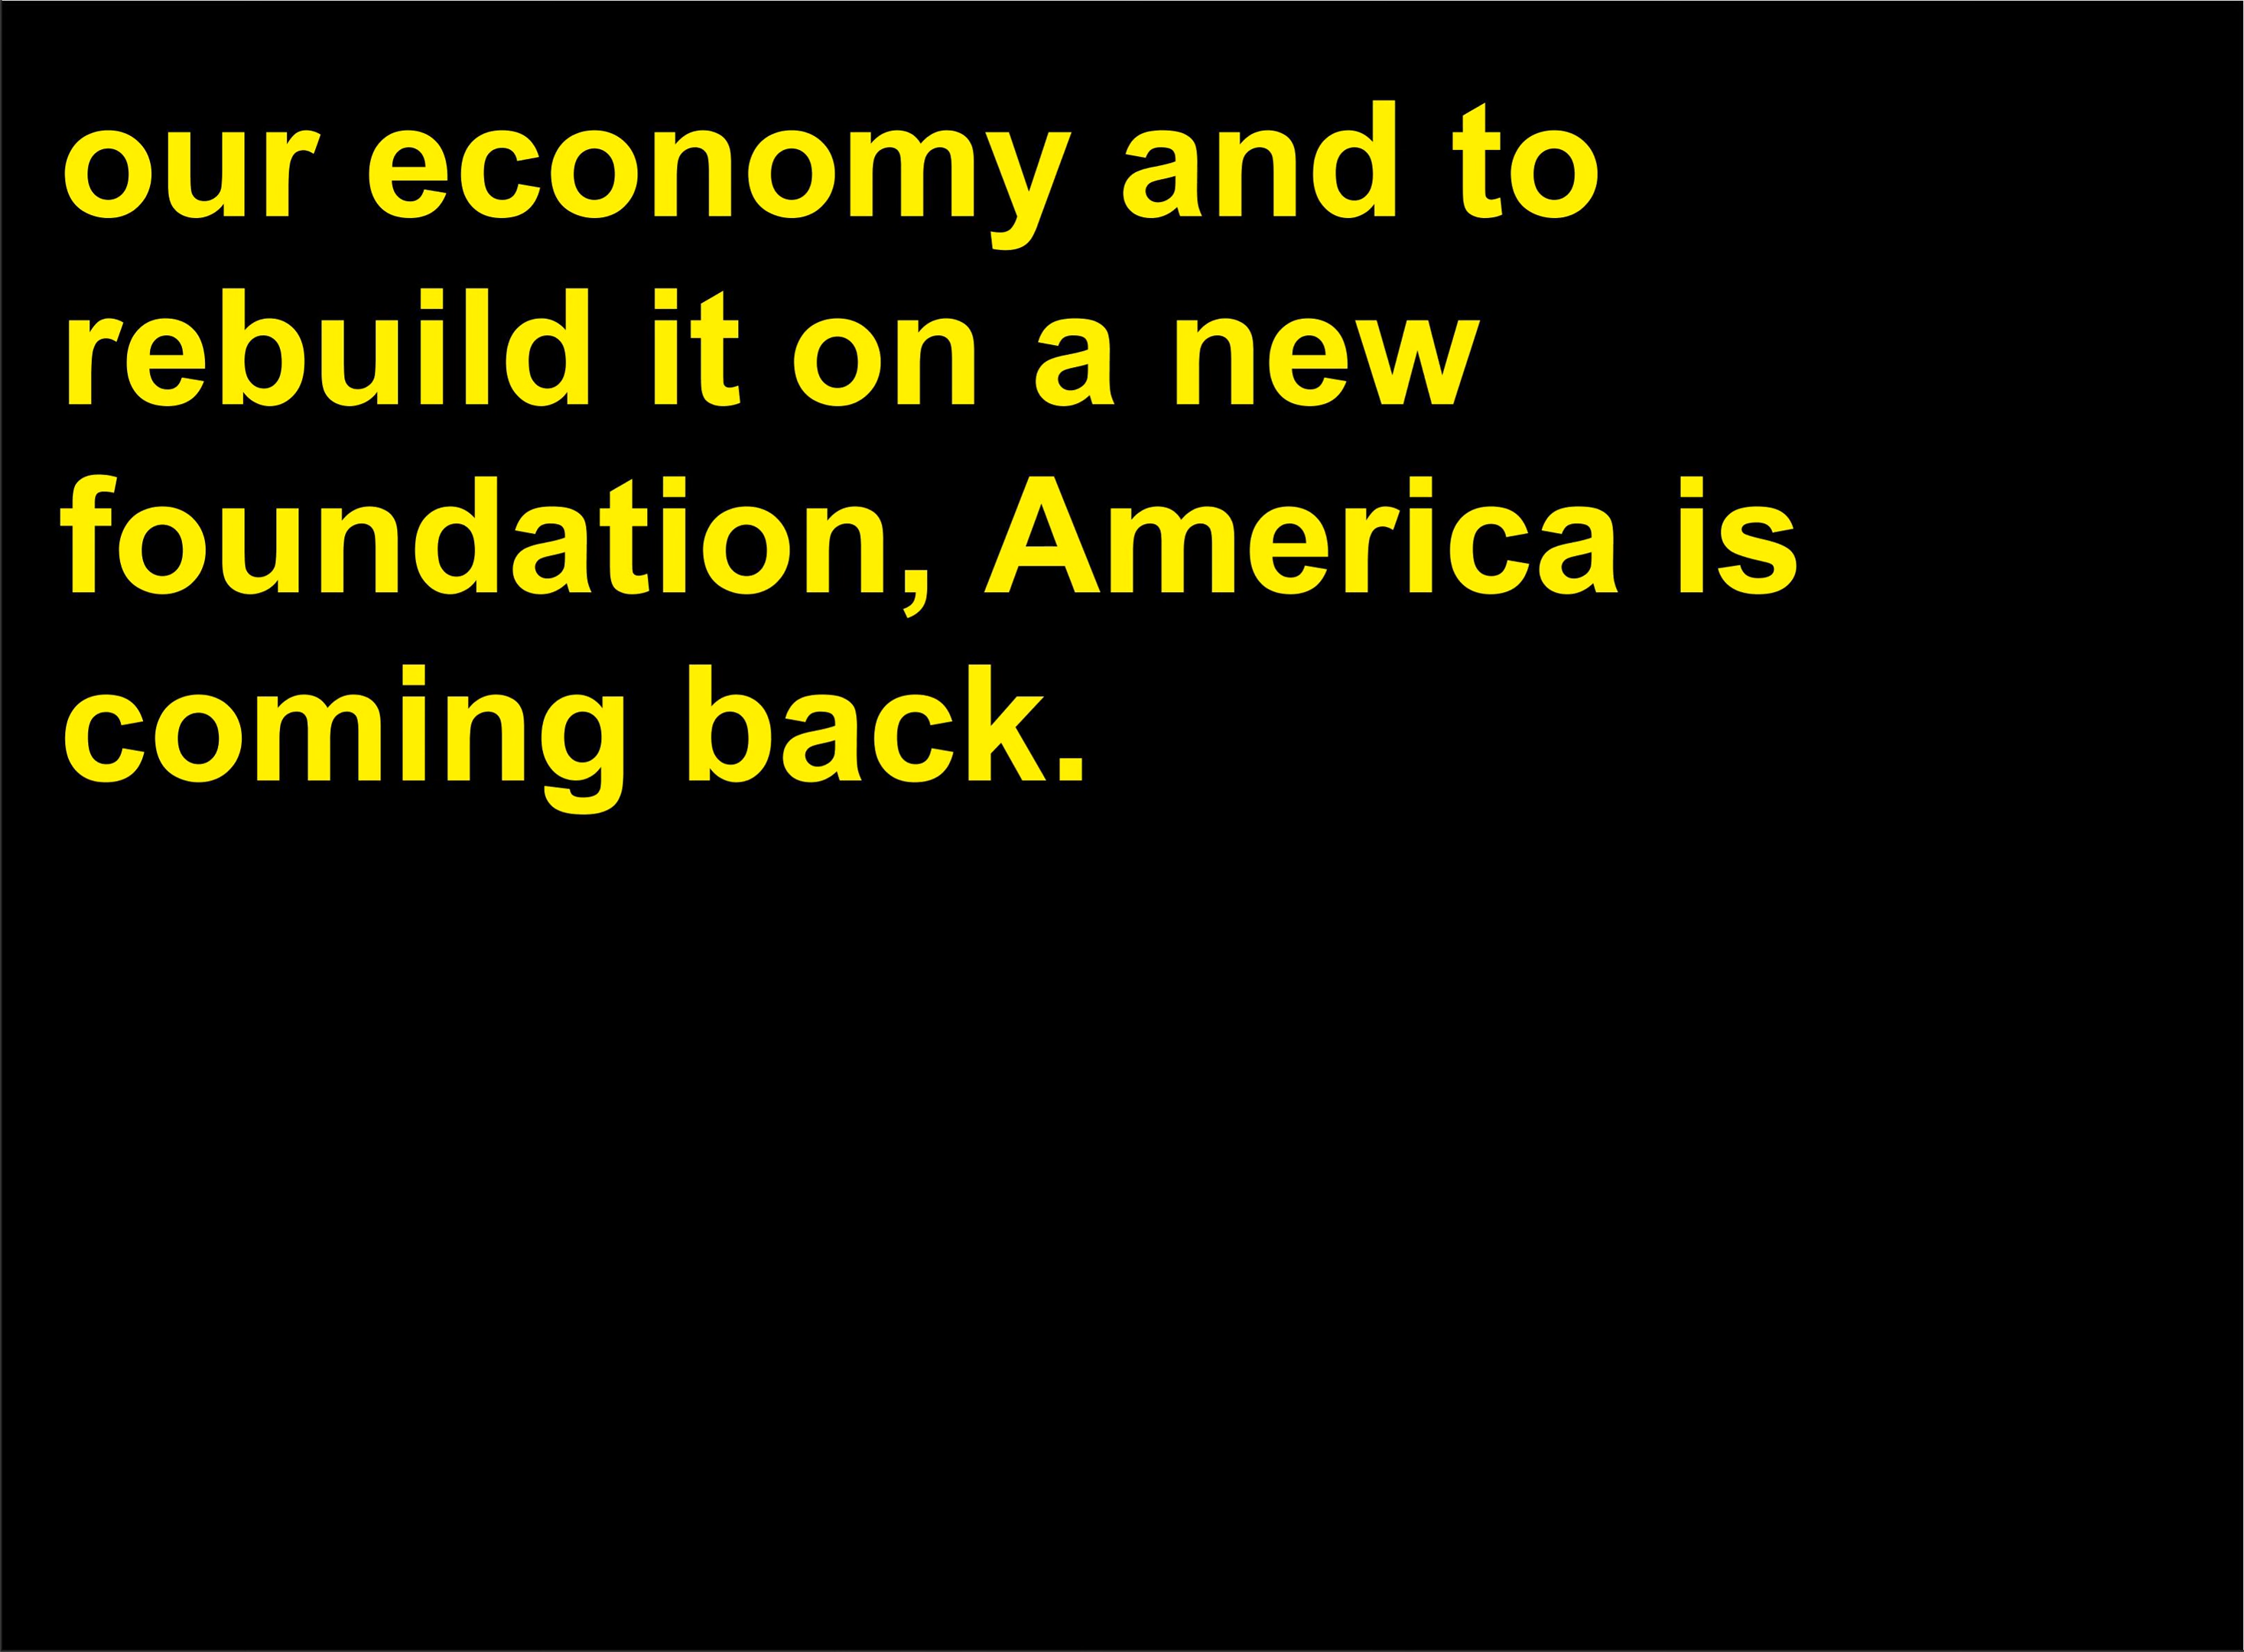 our economy and to
rebuild it on a new
foundation, America is
coming back.